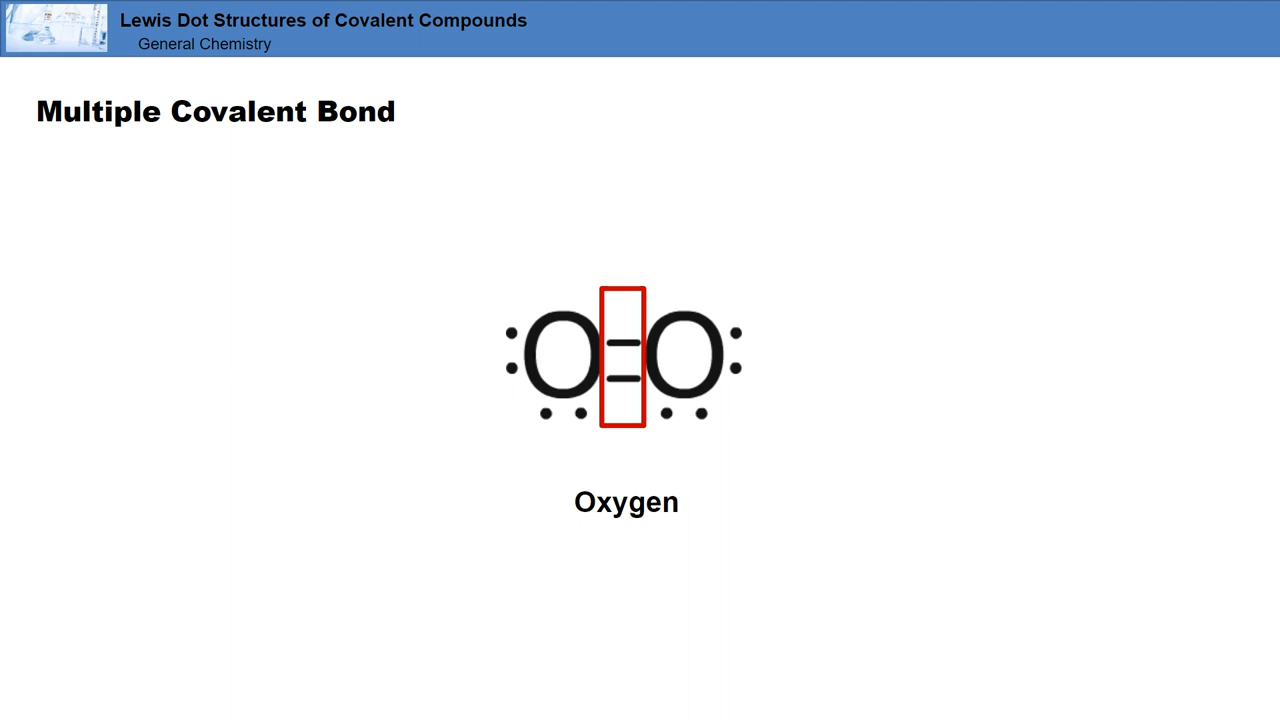 Lewis Dot Structures of Covalent Compounds
General Chemistry
Multiple Covalent Bond
O=O
Oxygen